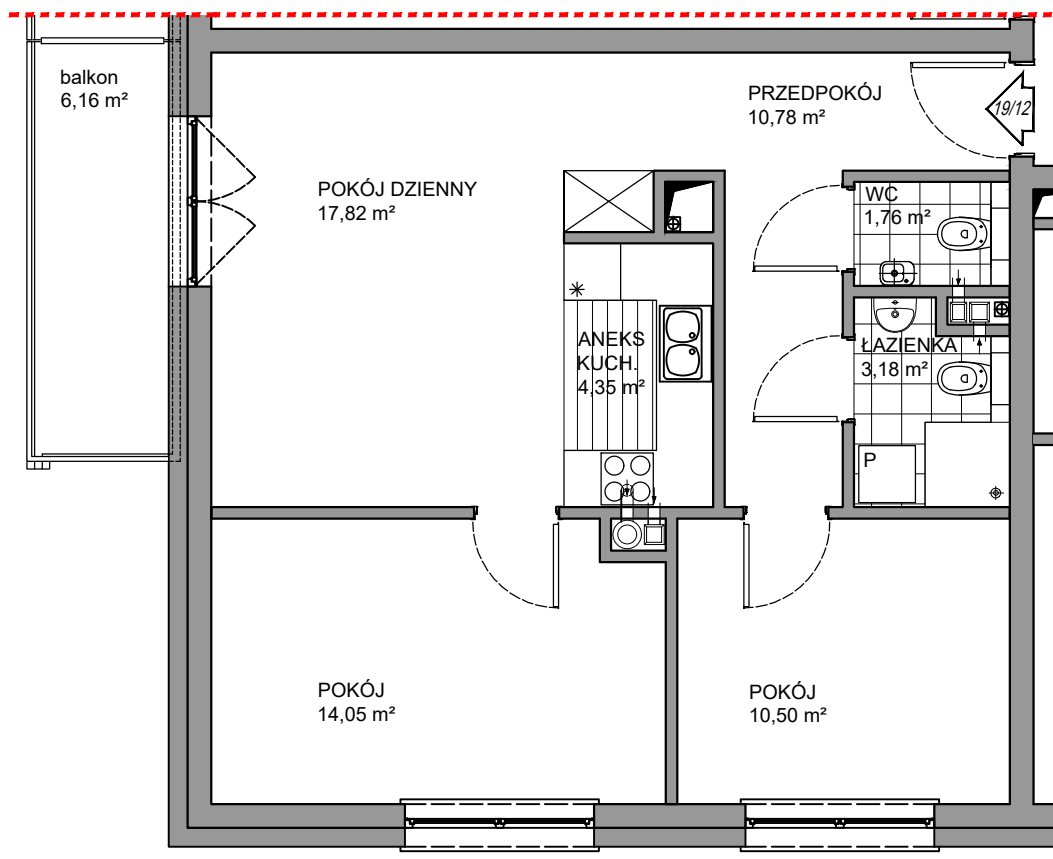 balkon
6,16 m²
PRZEDPOKÓJ
10,78 m²
19/12
POKÓJ DZIENNY
17,82 m²
WC
1,76 m²
ANEKS
KUCH.
4,35 m²
ŁAZIENKA
3,18 m²
P
POKÓJ
14,05 m²
POKÓJ
10,50 m²